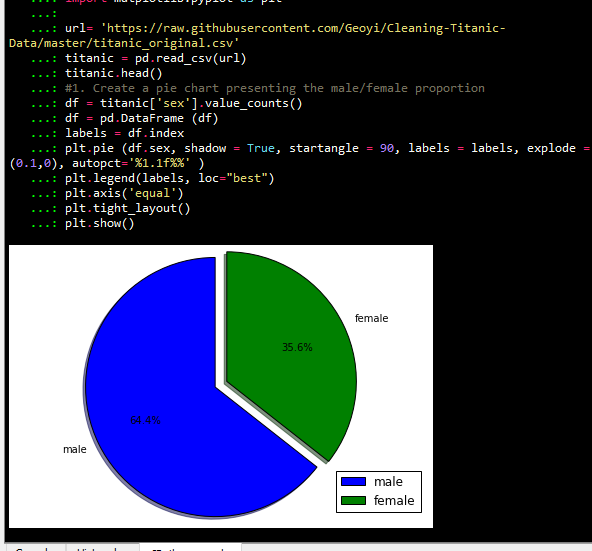 ...: import matplotlib.pyplot as plt
...:
...: url= 'https://raw.githubusercontent.com/Geoyi/Cleaning-Titanic-
Data/master/titanic_original.csv'
...: titanic = pd.read_csv(url)
...: titanic.head()
...: #1. Create a pie chart presenting the male/female proportion
...: df = titanic['sex'].value_counts()
...: df = pd.DataFrame (df)
...: labels = df.index
...: plt.pie (df.sex, shadow = True, startangle = 90, labels = labels, explode =
(0.1,0), autopct='%1.1f%%' )
...: plt.legend(labels, loc="best")
...: plt.axis('equal')
...: plt.tight_layout()
...: plt.show()
female
35.6%
64.4%
male
male
female